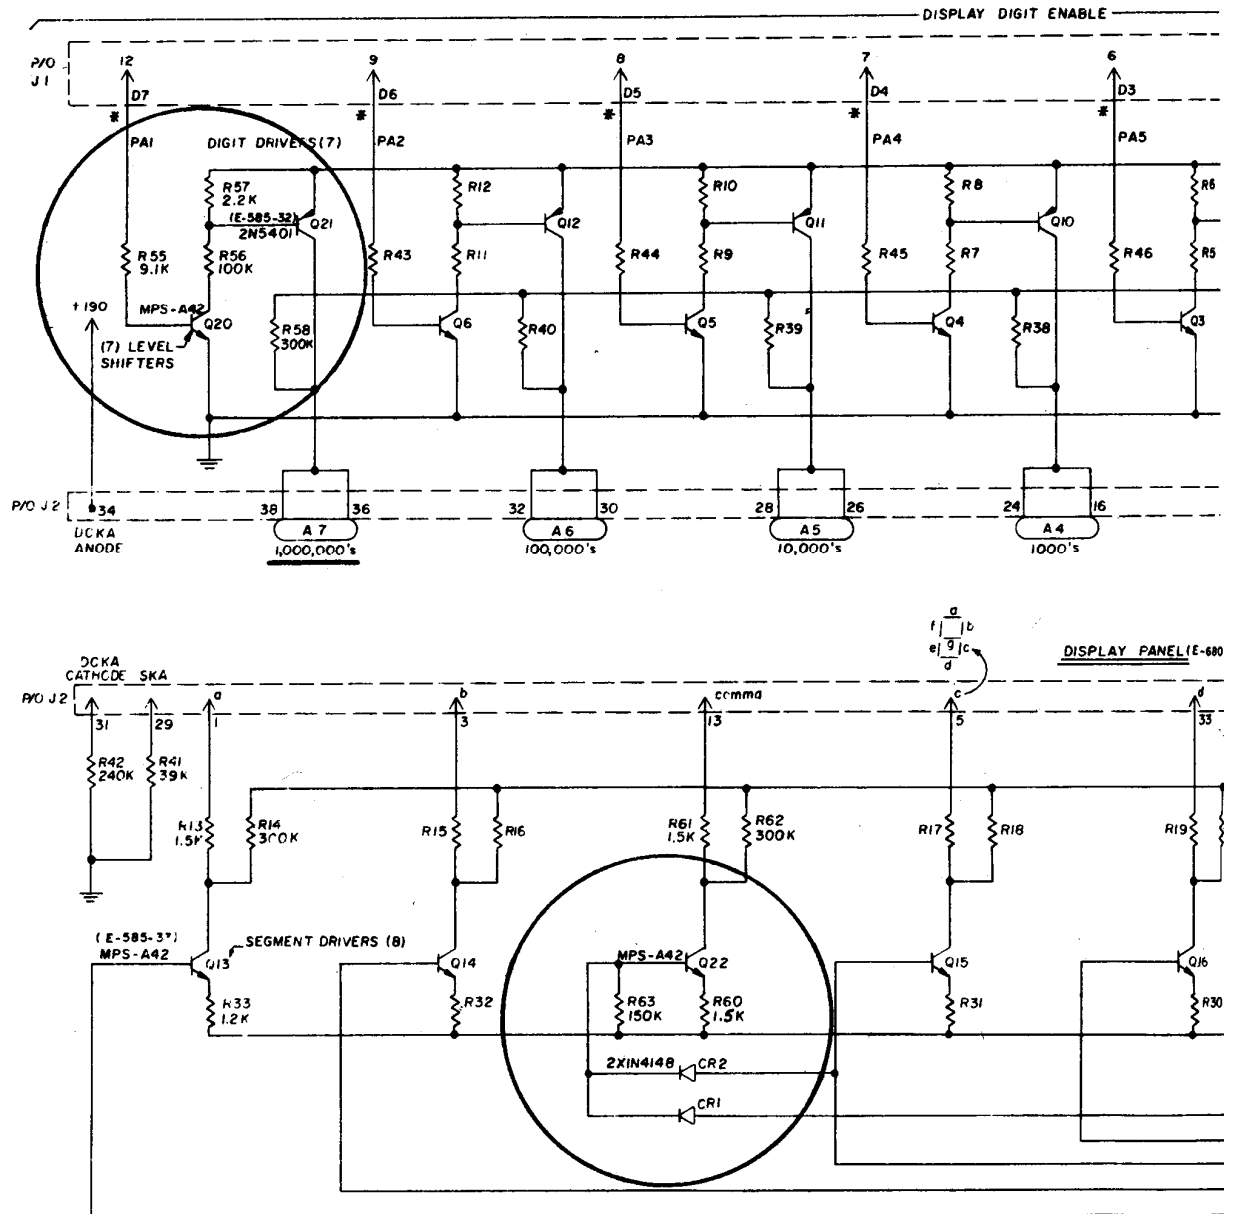 DISPLAY DIGIT ENABLE
P/O J1
12 9 8 7 6
D7 D6 D5 D4 D3
* * * * *
PA1 PA2 PA3 PA4 PA5
DIGIT DRIVERS (7)
R57 2.2K
R12 R10 R8 R6
(E-585-32) 2N5401
Q21 Q12 Q11 Q10
R55 9.1K
R56 100K
R43 R11 R44 R9 R45 R7 R46 R5
+190
MPS-A42
Q20 Q6 Q5 Q4 Q3
R58 300K
R40 R39 R38
(7) LEVEL SHIFTERS
P/O J2
34 38 36 32 30 28 26 24 16
DCKA ANODE
A7 A6 A5 A4
1,000,000's 100,000's 10,000's 1000's
a
f b
g
e c
d
DISPLAY PANEL (E-680
DCKA CATHODE SKA
P/O J2
a b comma c d
31 29 1 3 13 5 33
R42 240K
R41 39K
R13 1.5K
R14 300K
R15 R16
R61 1.5K
R62 300K
R17 R18 R19
MPS-A42
SEGMENT DRIVERS (8)
MPS-A42
Q13 Q14 Q22 Q15 Q16
R33 1.2K
R32
R63 150K
R60 1.5K
R31 R30
2X1N4148 CR2
CR1